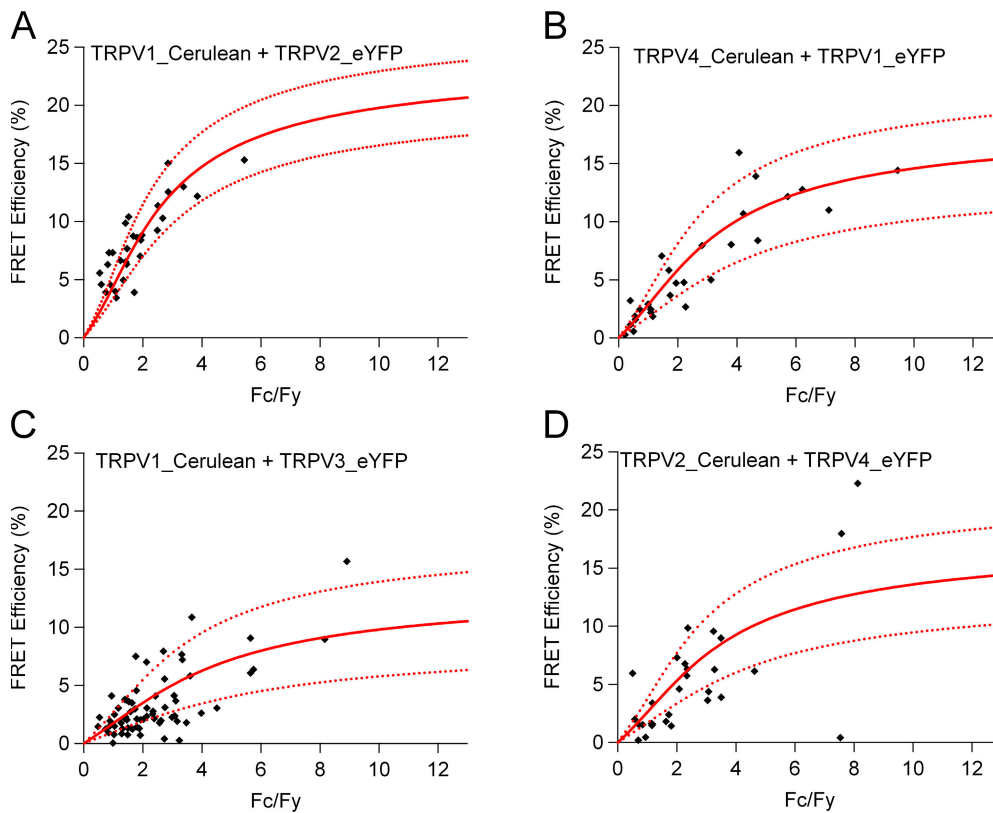 A
TRPV1_Cerulean + TRPV2_eYFP
FRET Efficiency (%)
25
20
15
10
5
0
0 2 4 6 8 10 12
Fc/Fy
B
TRPV4_Cerulean + TRPV1_eYFP
FRET Efficiency (%)
25
20
15
10
5
0
0 2 4 6 8 10 12
Fc/Fy
C
TRPV1_Cerulean + TRPV3_eYFP
FRET Efficiency (%)
25
20
15
10
5
0
0 2 4 6 8 10 12
Fc/Fy
D
TRPV2_Cerulean + TRPV4_eYFP
FRET Efficiency (%)
25
20
15
10
5
0
0 2 4 6 8 10 12
Fc/Fy